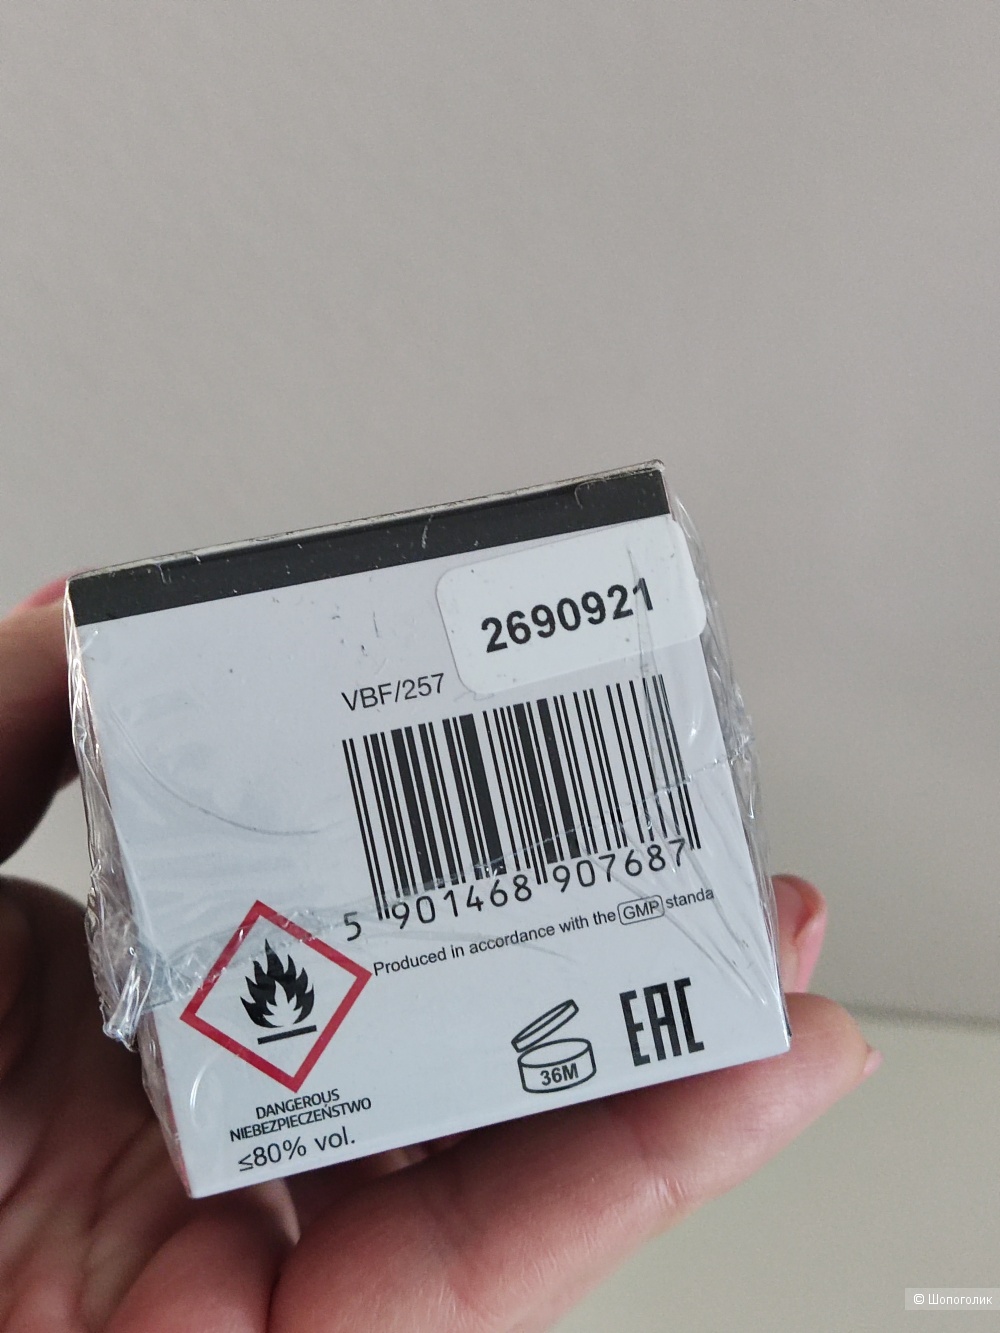 2690921
VBF/257
5 901468 907687
Produced in accordance with the GMP standa
DANGEROUS
NIEBEZPIECZEŃSTWO
≤80% vol.
36M
EAC
© Шопоголик